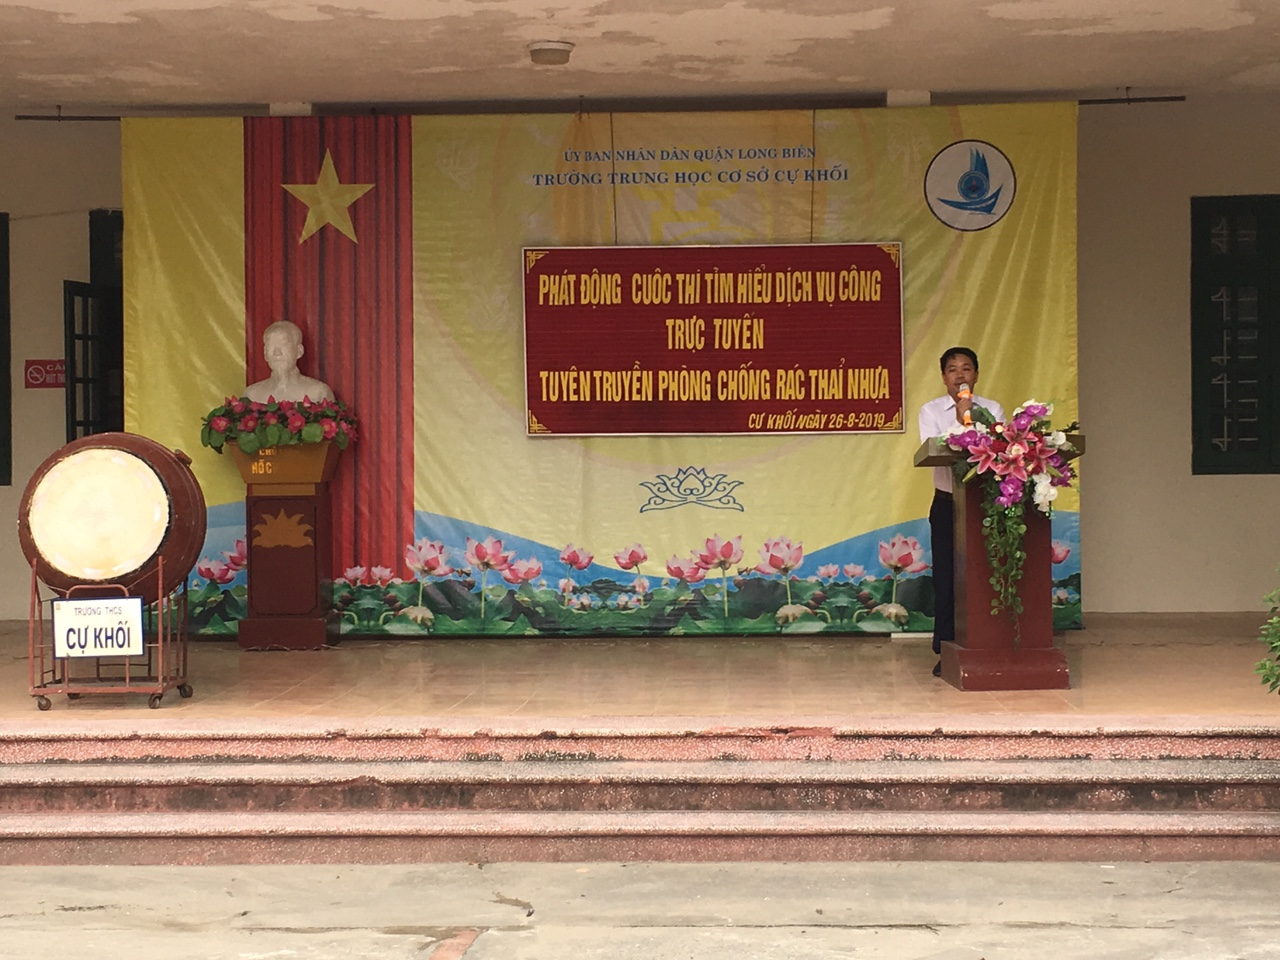 ỦY BAN NHÂN DÂN QUẬN LONG BIÊN
TRƯỜNG TRUNG HỌC CƠ SỞ CỰ KHỐI
PHÁT ĐỘNG CUỘC THI TÌM HIỂU DỊCH VỤ CÔNG
TRỰC TUYẾN
TUYÊN TRUYỀN PHÒNG CHỐNG RÁC THẢI NHỰA
CỰ KHỐI NGÀY 26-8-2019
TRƯỜNG THCS
CỰ KHỐI